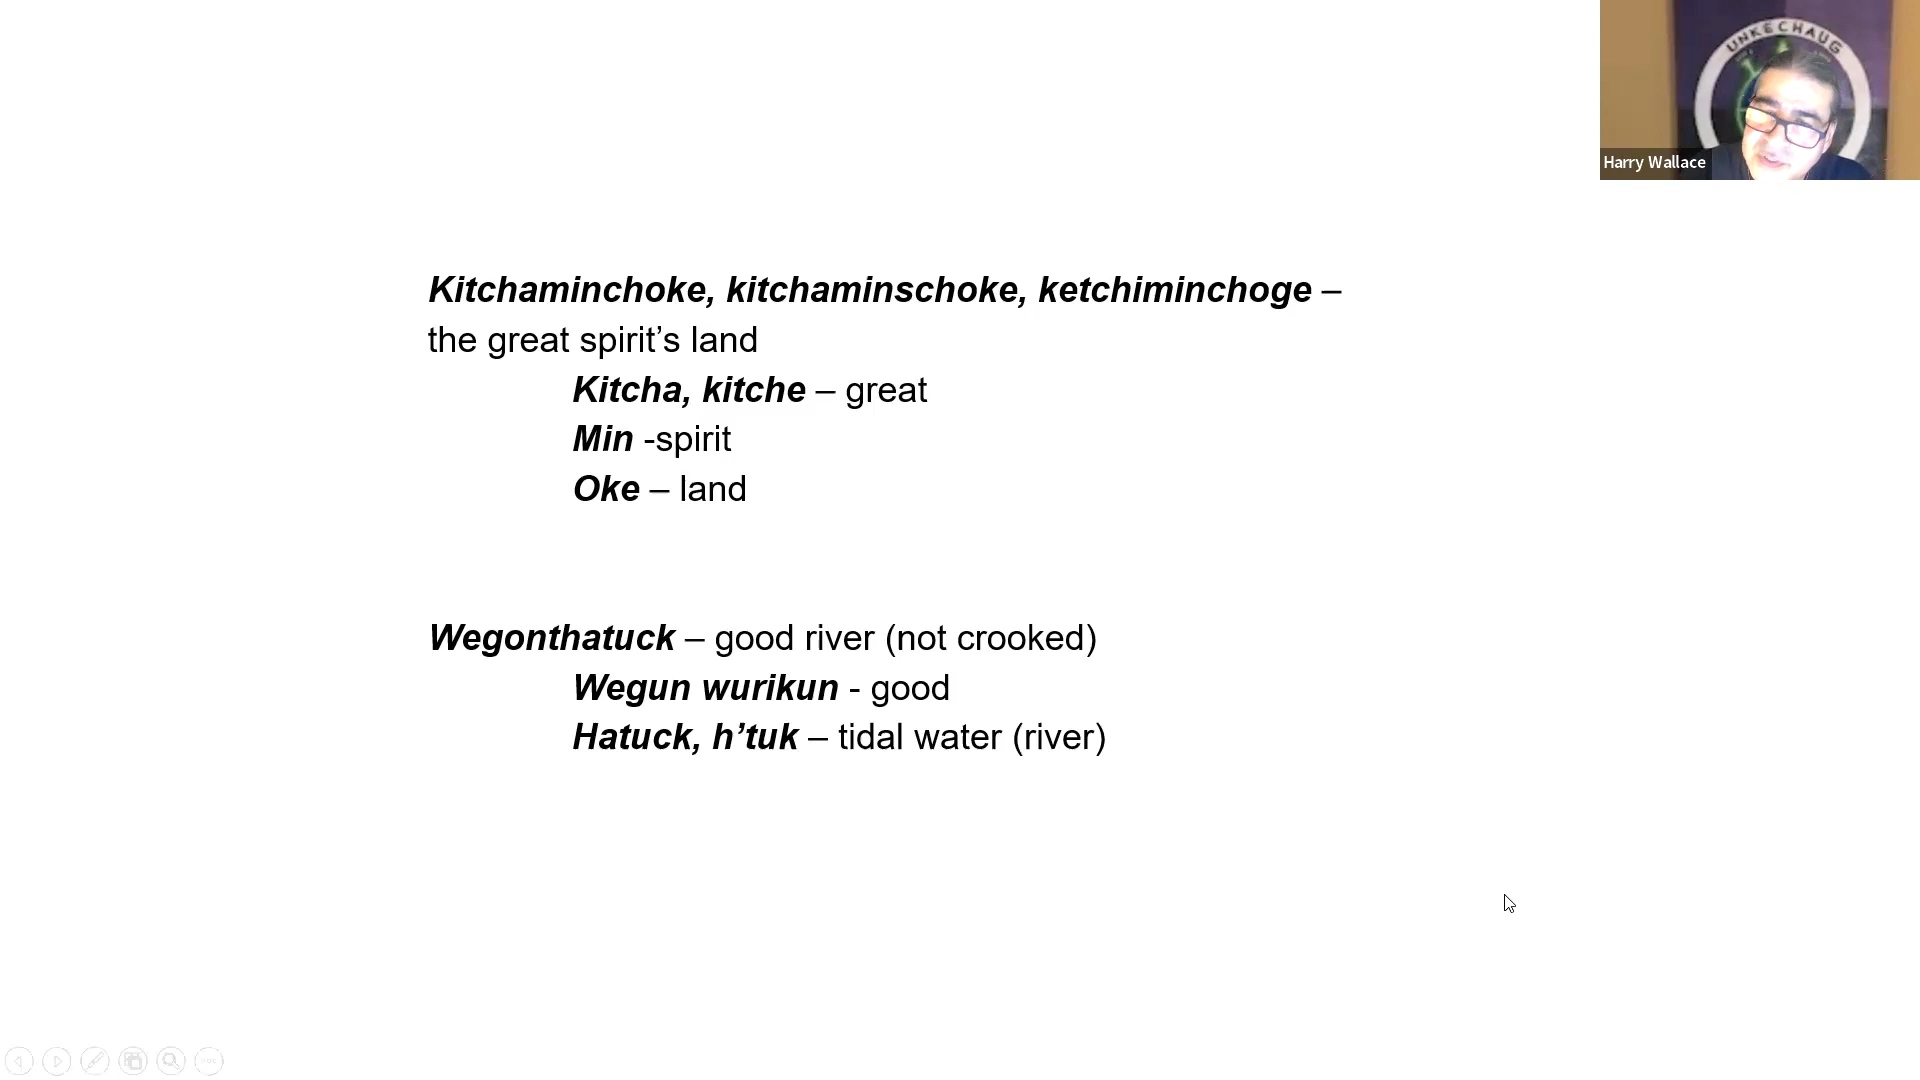 UNKECHAUG
Harry Wallace
Kitchaminchoke, kitchaminschoke, ketchiminchoge –
the great spirit’s land
Kitcha, kitche – great
Min -spirit
Oke – land
Wegonthatuck – good river (not crooked)
Wegun wurikun - good
Hatuck, h’tuk – tidal water (river)